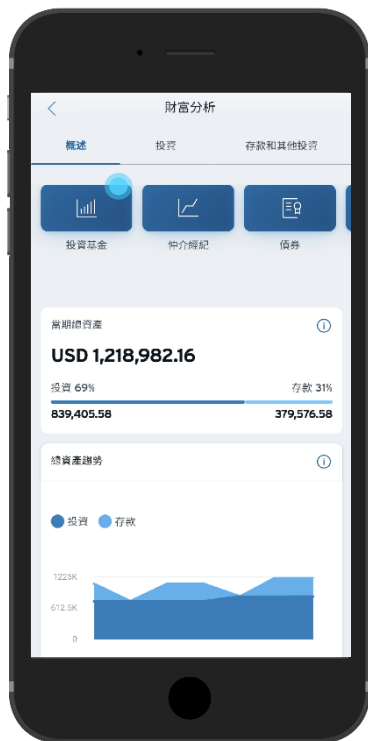 財富分析
概述 投資 存款和其他投資
投資基金 仲介經紀 債券
當期總資產
USD 1,218,982.16
投資 69% 存款 31%
839,405.58 379,576.58
總資產趨勢
投資 存款
1225K
612.5K
0